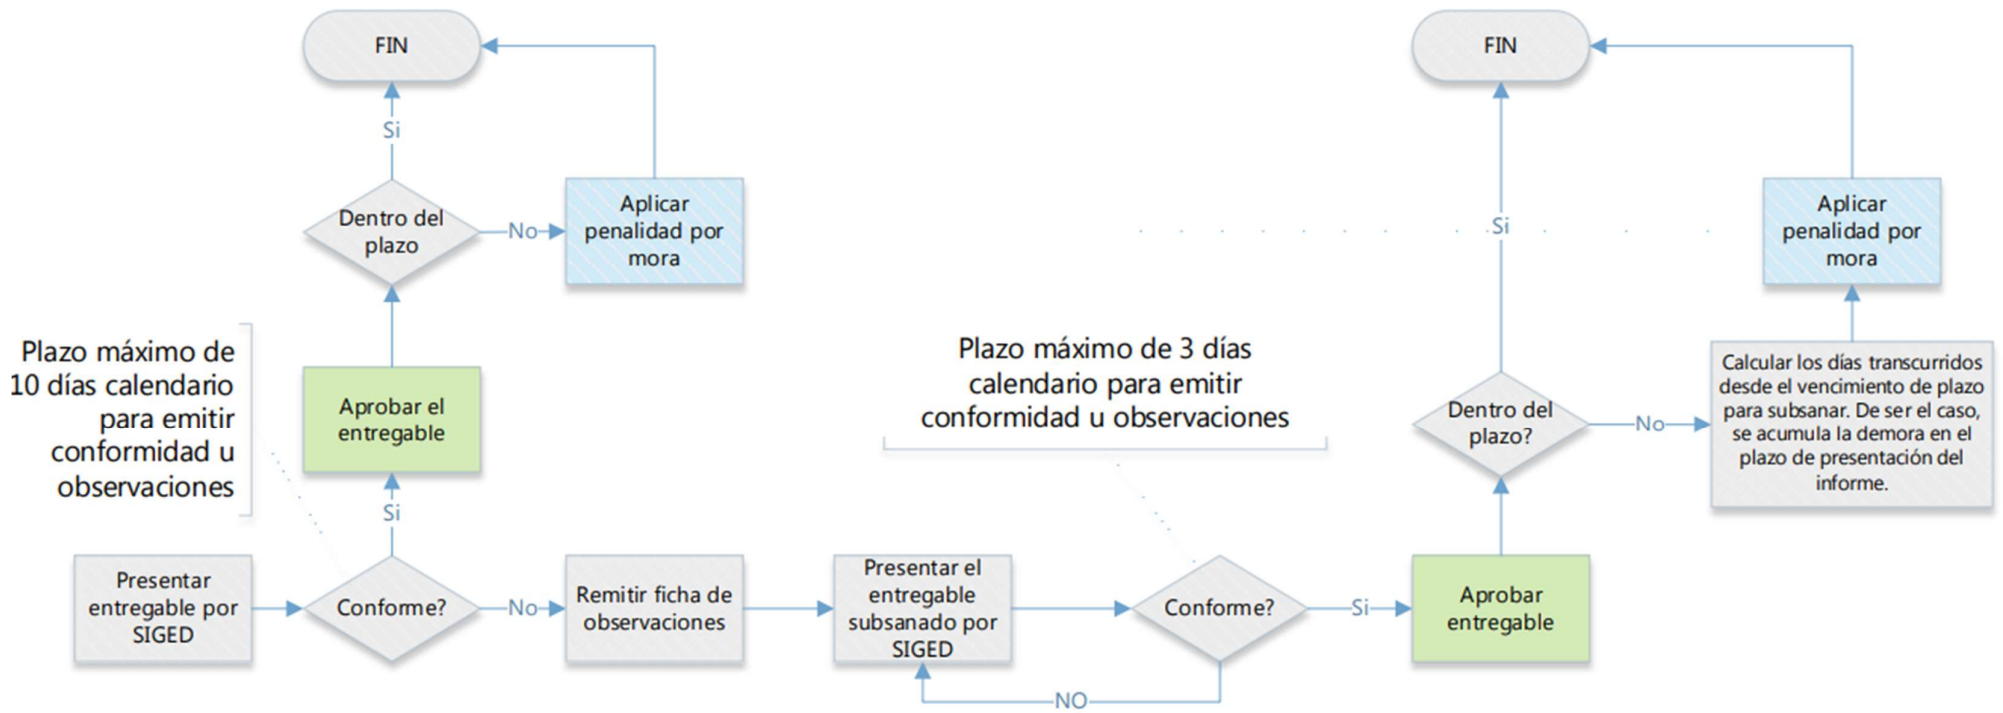 FIN
Si
Dentro del
plazo
No
Aplicar
penalidad por
mora
Plazo máximo de
10 días calendario
para emitir
conformidad u
observaciones
Aprobar el
entregable
Si
Presentar
entregable por
SIGED
Conforme?
No
Remitir ficha de
observaciones
Presentar el
entregable
subsanado por
SIGED
Plazo máximo de 3 días
calendario para emitir
conformidad u observaciones
Conforme?
NO
Si
Aprobar
entregable
Dentro del
plazo?
No
Calcular los días transcurridos
desde el vencimiento de plazo
para subsanar. De ser el caso,
se acumula la demora en el
plazo de presentación del
informe.
Aplicar
penalidad por
mora
Si
FIN